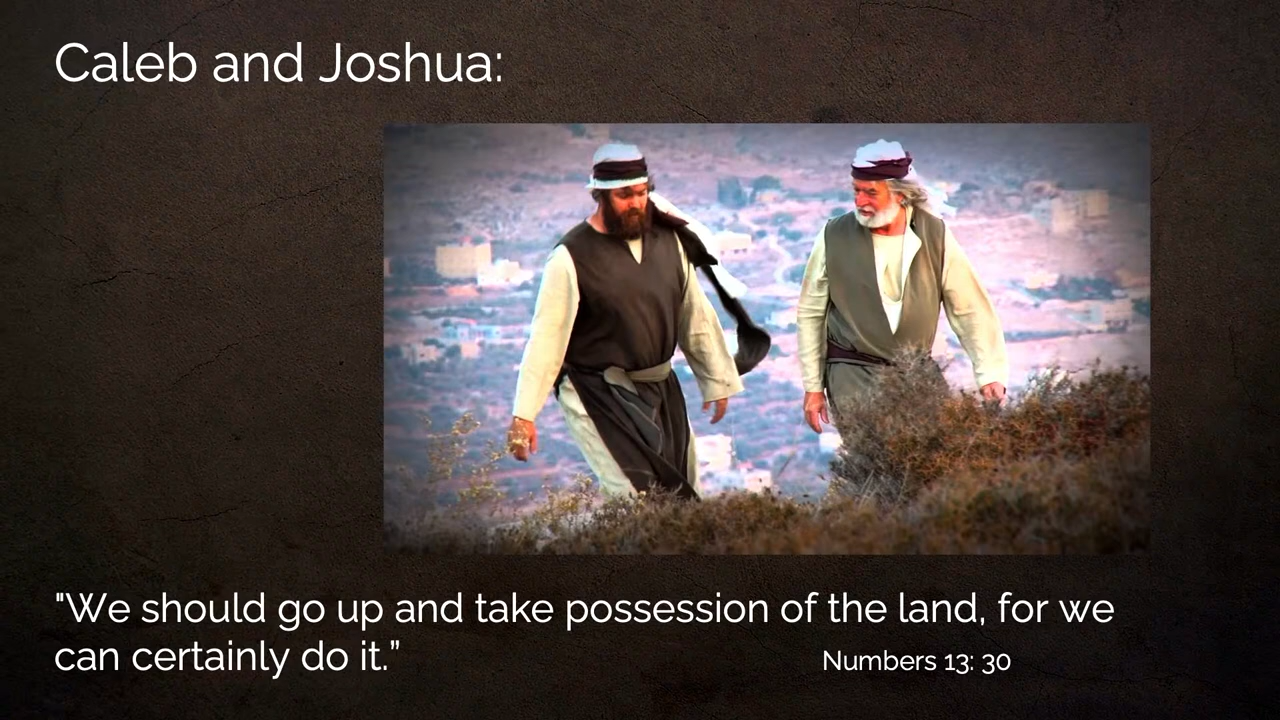 Caleb and Joshua:
"We should go up and take possession of the land, for we
can certainly do it.”
Numbers 13: 30